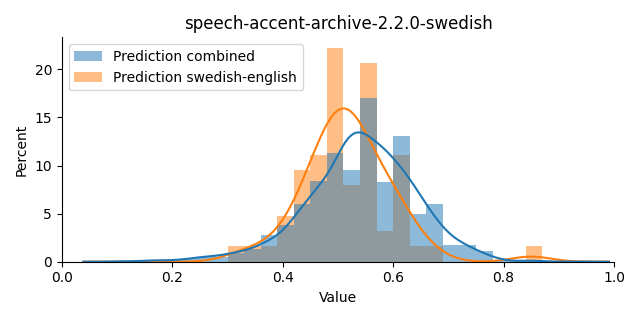 speech-accent-archive-2.2.0-swedish
Prediction combined
Prediction swedish-english
Percent
20
15
10
5
0
0.0 0.2 0.4 0.6 0.8 1.0
Value